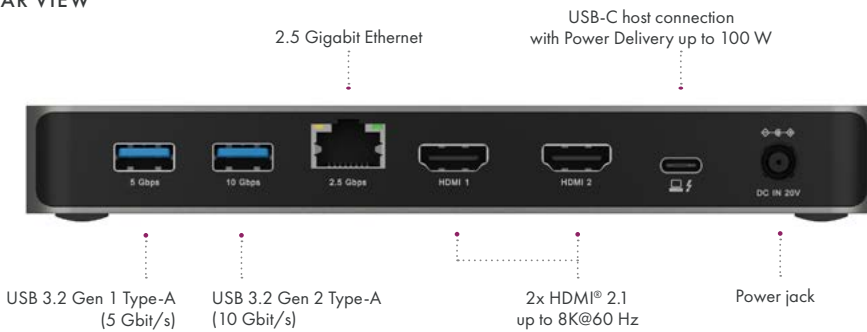 AR VIEW
2.5 Gigabit Ethernet
USB-C host connection
with Power Delivery up to 100 W
5 Gbps
10 Gbps
2.5 Gbps
HDMI 1
HDMI 2
DC IN 20V
USB 3.2 Gen 1 Type-A
(5 Gbit/s)
USB 3.2 Gen 2 Type-A
(10 Gbit/s)
2x HDMI® 2.1
up to 8K@60 Hz
Power jack